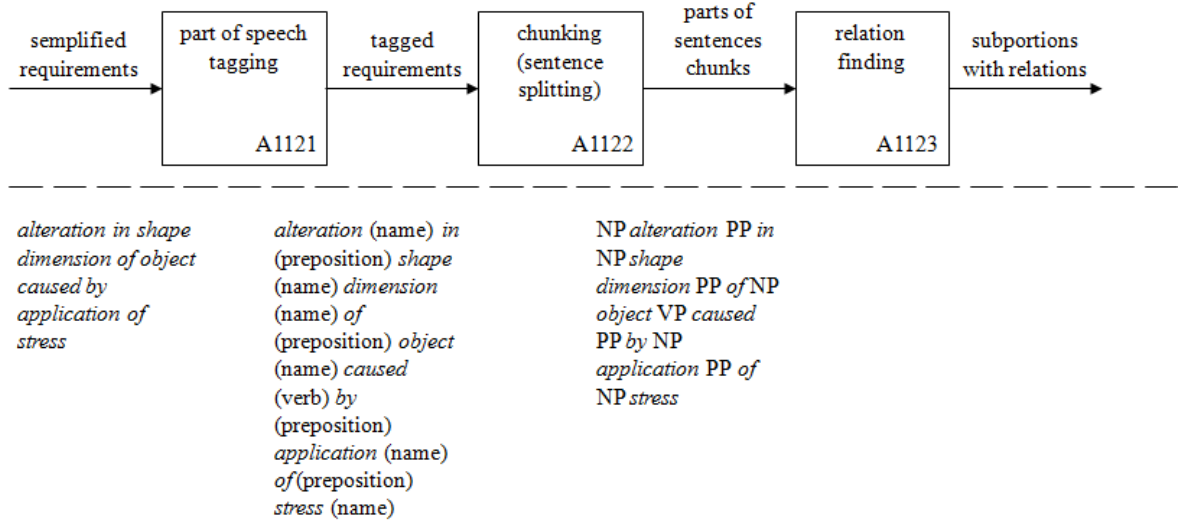 semplified
requirements
part of speech
tagging
A1121
tagged
requirements
chunking
(sentence
splitting)
A1122
parts of
sentences
chunks
relation
finding
A1123
subportions
with relations
alteration in shape
dimension of object
caused by
application of
stress
alteration (name) in
(preposition) shape
(name) dimension
(name) of
(preposition) object
(name) caused
(verb) by
(preposition)
application (name)
of(preposition)
stress (name)
NP alteration PP in
NP shape
dimension PP of NP
object VP caused
PP by NP
application PP of
NP stress